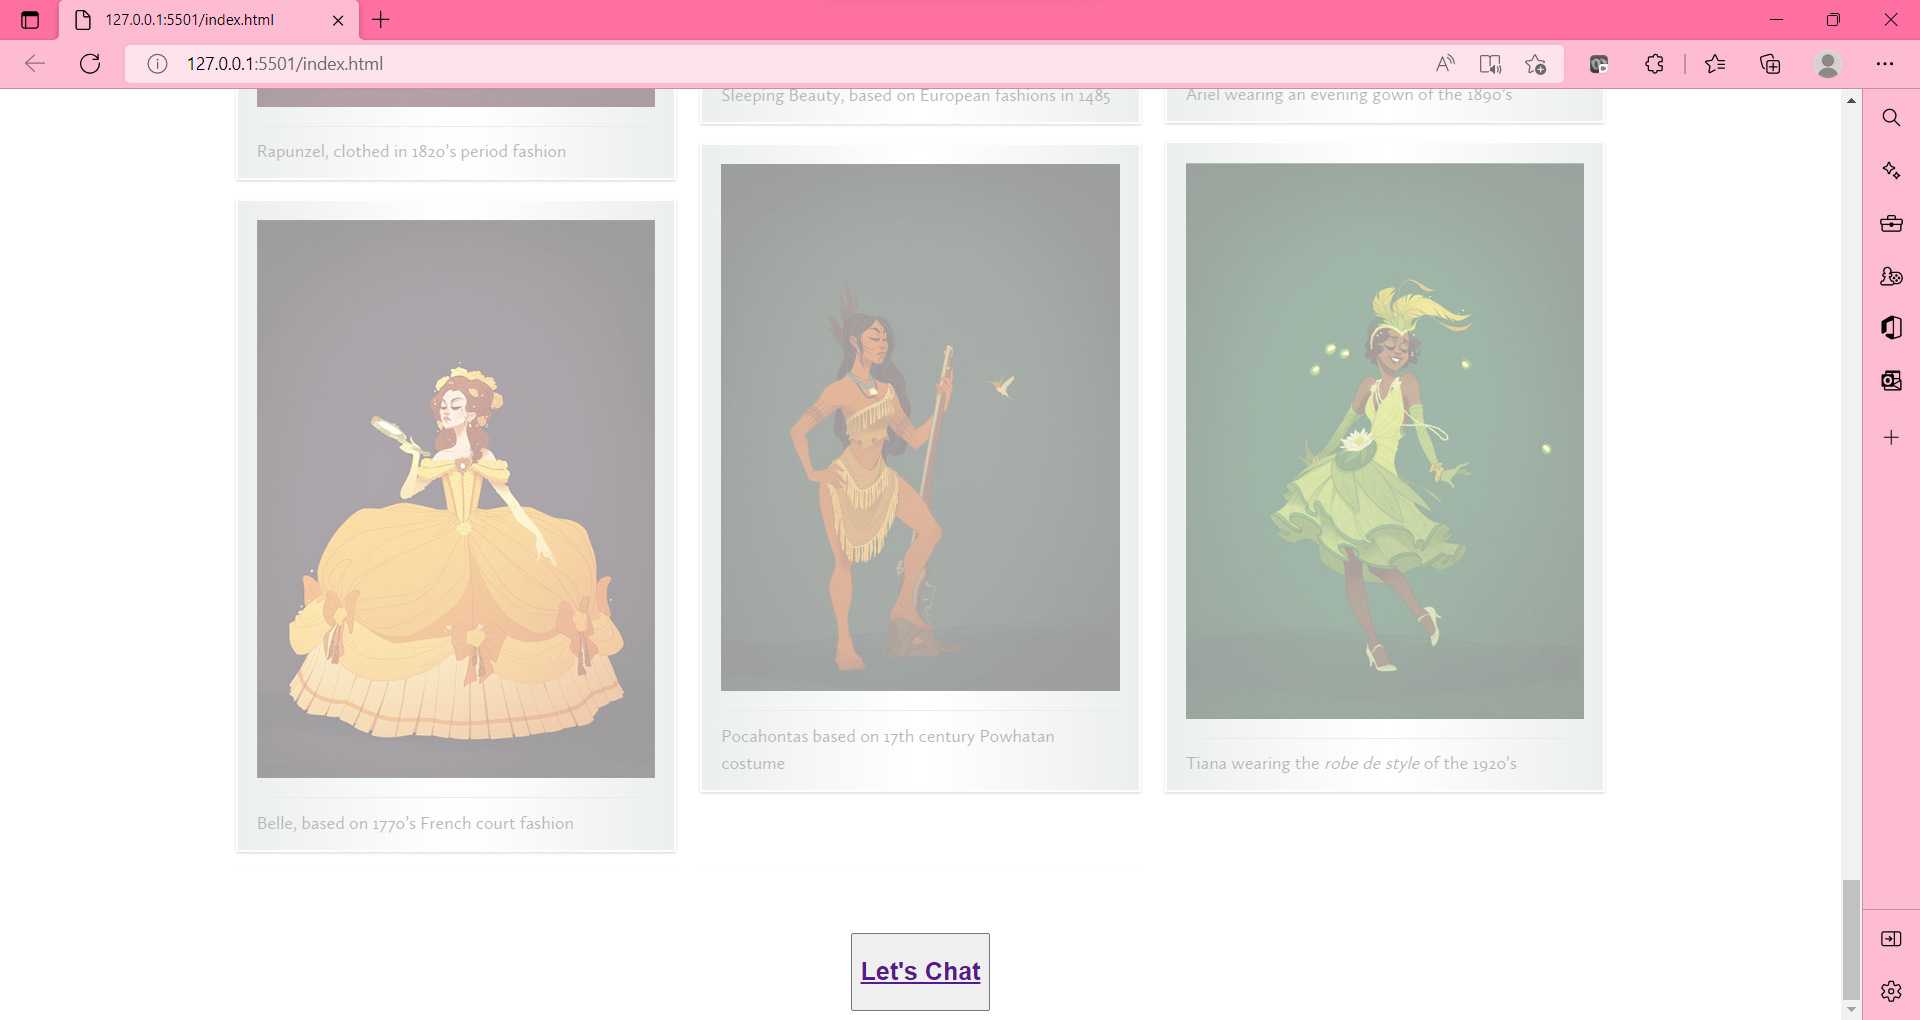 127.0.0.1:5501/index.html
127.0.0.1:5501/index.html
Sleeping Beauty, based on European fashions in 1485
Ariel wearing an evening gown of the 1890's
Rapunzel, clothed in 1820's period fashion
Pocahontas based on 17th century Powhatan
costume
Tiana wearing the robe de style of the 1920's
Belle, based on 1770's French court fashion
Let's Chat